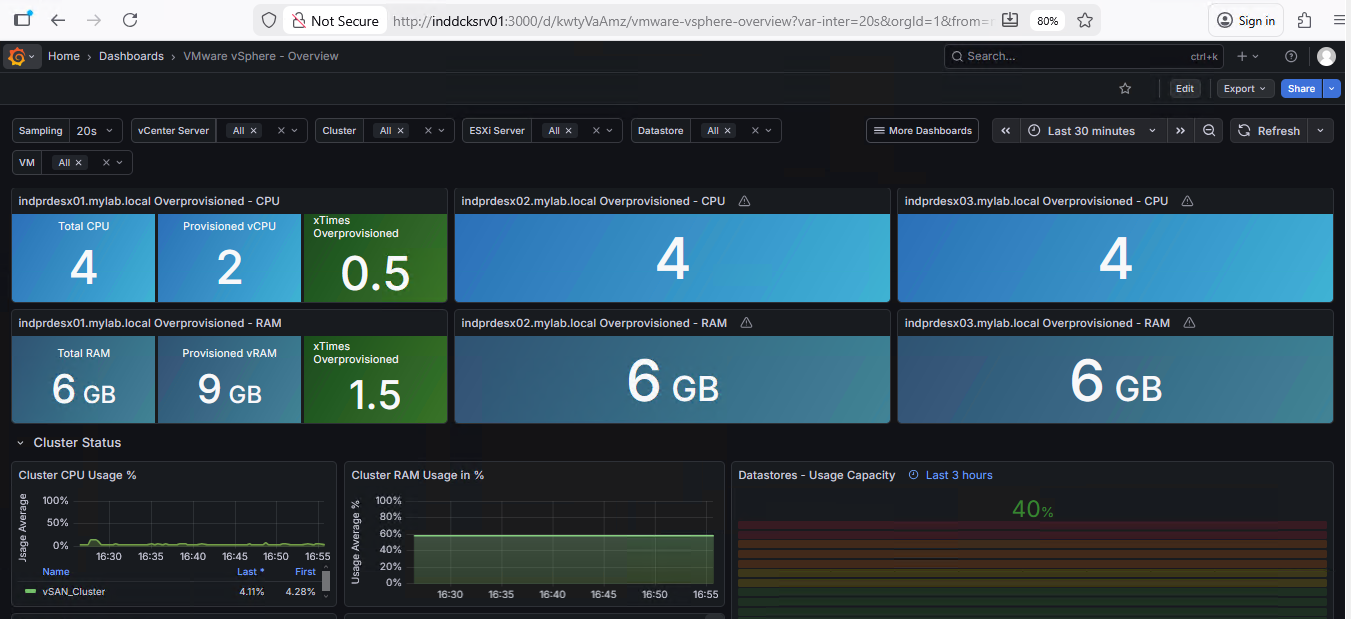 Not Secure http://inddcksrv01:3000/d/kwtyVaAmz/vmware-vsphere-overview?var-inter=20s&orgId=1&from= 80% Sign in
Home › Dashboards › VMware vSphere - Overview Search... ctrl+k
Edit Export Share
Sampling 20s vCenter Server All × Cluster All × ESXi Server All × Datastore All × More Dashboards Last 30 minutes Refresh
VM All ×
indprdesx01.mylab.local Overprovisioned - CPU
Total CPU
4
Provisioned vCPU
2
xTimes
Overprovisioned
0.5
indprdesx02.mylab.local Overprovisioned - CPU
4
indprdesx03.mylab.local Overprovisioned - CPU
4
indprdesx01.mylab.local Overprovisioned - RAM
Total RAM
6 GB
Provisioned vRAM
9 GB
xTimes
Overprovisioned
1.5
indprdesx02.mylab.local Overprovisioned - RAM
6 GB
indprdesx03.mylab.local Overprovisioned - RAM
6 GB
Cluster Status
Cluster CPU Usage %
Usage Average
100%
50%
0%
16:30 16:35 16:40 16:45 16:50 16:55
Name Last * First
vSAN_Cluster 4.11% 4.28%
Cluster RAM Usage in %
Usage Average %
100%
80%
60%
40%
20%
0%
16:30 16:35 16:40 16:45 16:50 16:55
Datastores - Usage Capacity Last 3 hours
40%